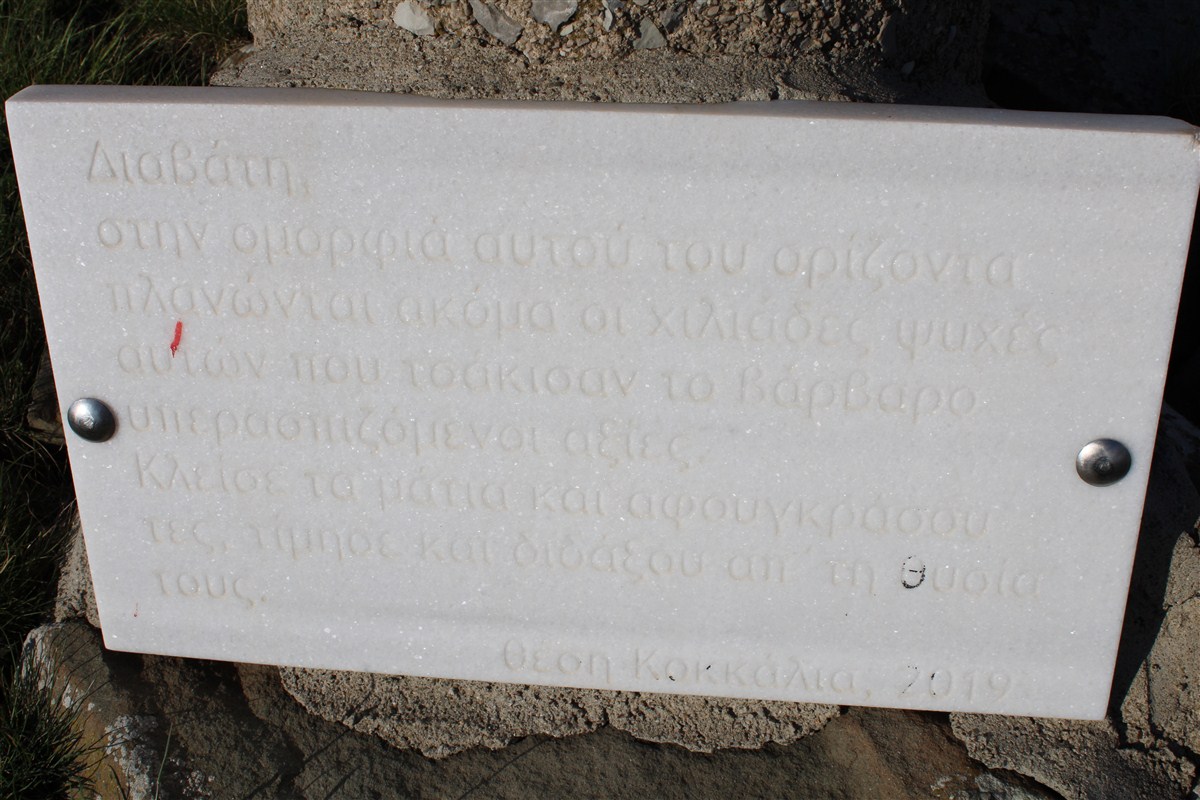 Διαβάτη,
στην ομορφιά αυτού του ορίζοντα
πλανώνται ακόμα οι χιλιάδες ψυχές
αυτών που τσάκισαν το βάρβαρο
υπερασπιζόμενοι αξίες.
Κλείσε τα μάτια και αφουγκράσου
τες, τίμησε και διδάξου απ' τη θυσία
τους.
θέση Κοκκάλια, 2019